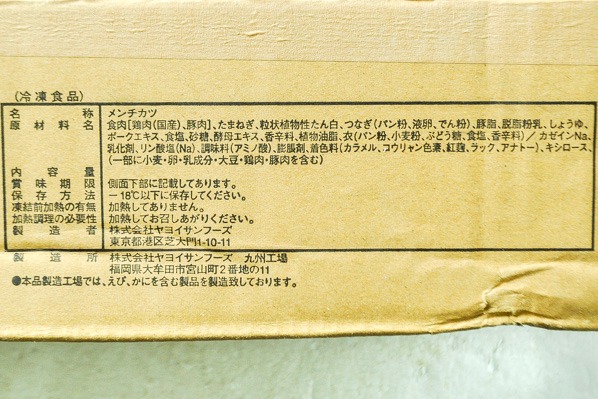 (冷凍食品)
名称 メンチカツ
原材料名 食肉[鶏肉(国産)、豚肉]、たまねぎ、粒状植物性たん白、つなぎ(パン粉、液卵、でん粉)、豚脂、脱脂粉乳、しょうゆ、
ポークエキス、食塩、砂糖、酵母エキス、香辛料、植物油脂、衣(パン粉、小麦粉、ぶどう糖、食塩、香辛料)/カゼインNa、
乳化剤、リン酸塩(Na)、調味料(アミノ酸)、膨脹剤、着色料(カラメル、コウリャン色素、紅麹、ラック、アナトー)、キシロース、
(一部に小麦・卵・乳成分・大豆・鶏肉・豚肉を含む)
内容量
賞味期限 側面下部に記載してあります。
保存方法 -18℃以下に保存してください。
凍結前加熱の有無 加熱してありません。
加熱調理の必要性 加熱してお召しあがりください。
製造者 株式会社ヤヨイサンフーズ
東京都港区芝大門1-10-11
製造所 株式会社ヤヨイサンフーズ 九州工場
福岡県大牟田市宮山町2番地の11
●本品製造工場では、えび、かにを含む製品を製造致しております。